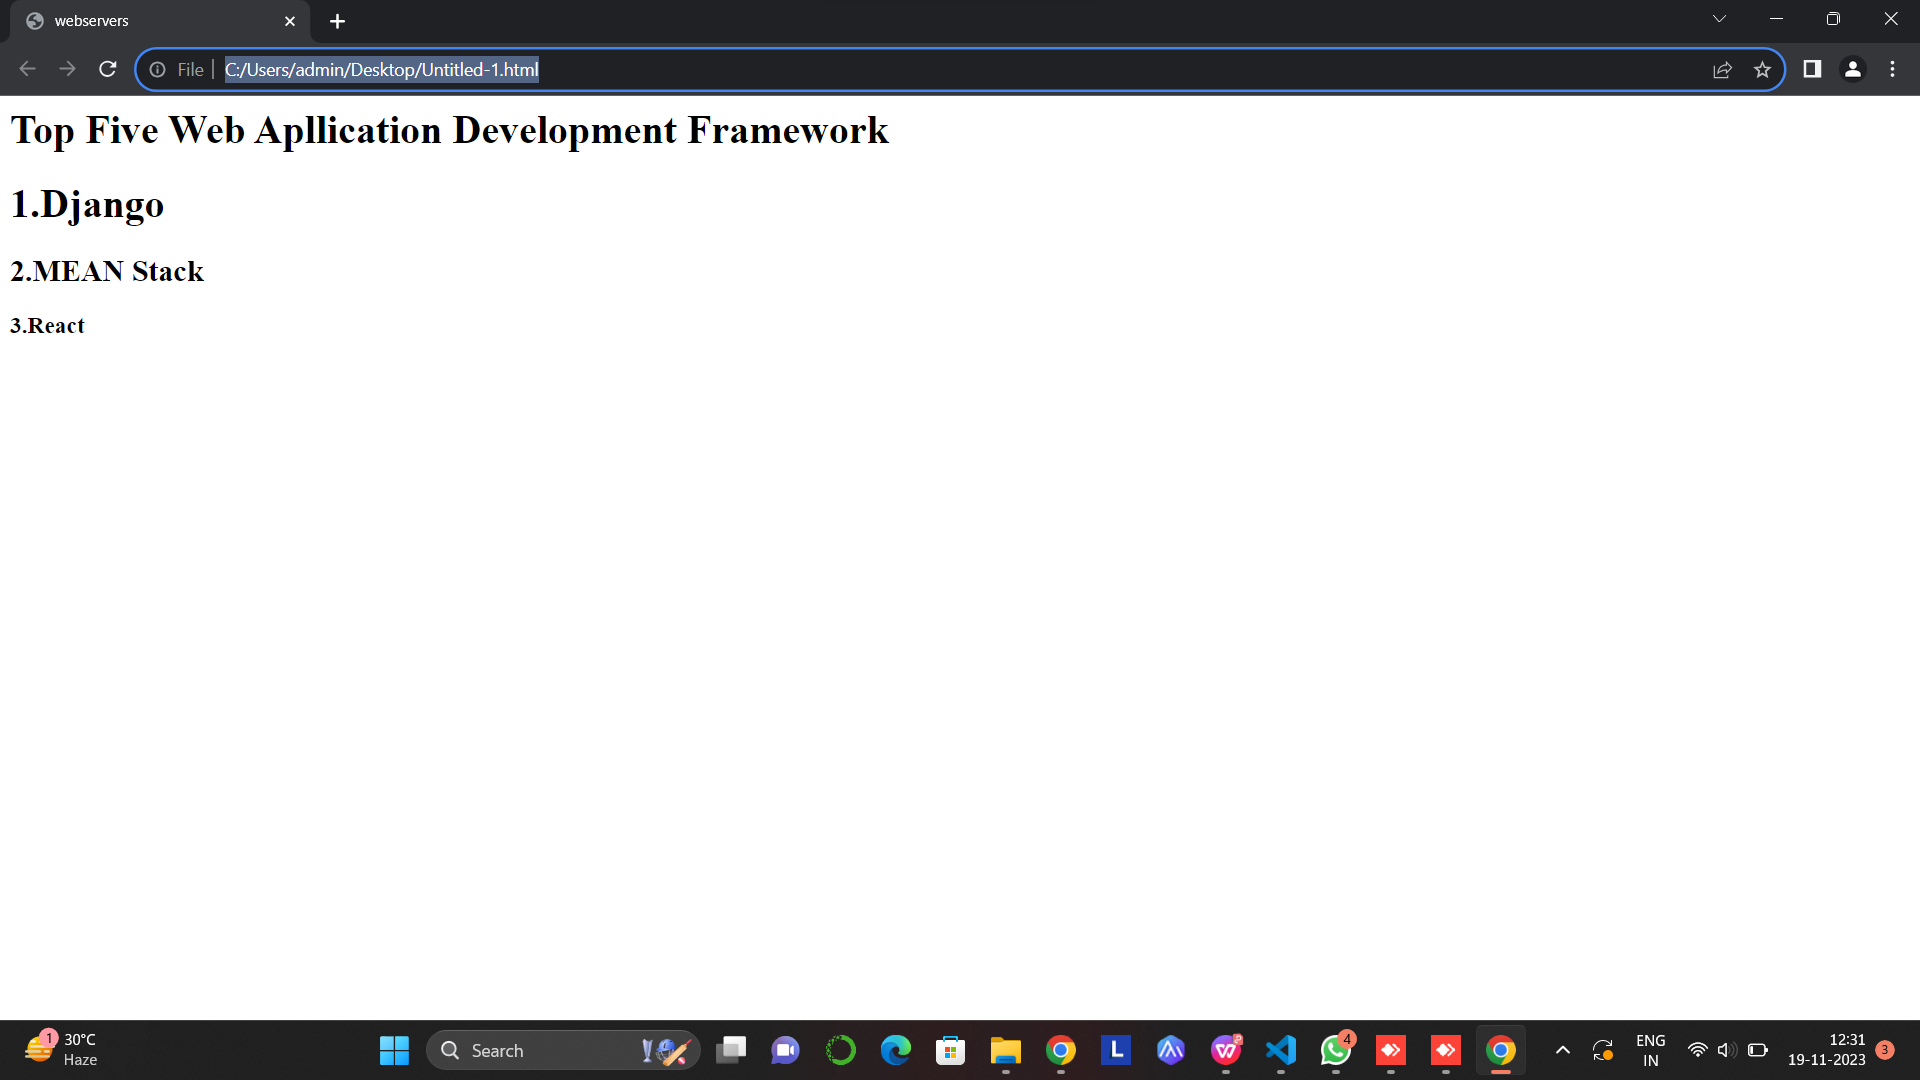 webservers
File
C:/Users/admin/Desktop/Untitled-1.html
Top Five Web Apllication Development Framework
1.Django
2.MEAN Stack
3.React
1
30°C
Haze
Search
L
4
ENG
IN
12:31
19-11-2023
3